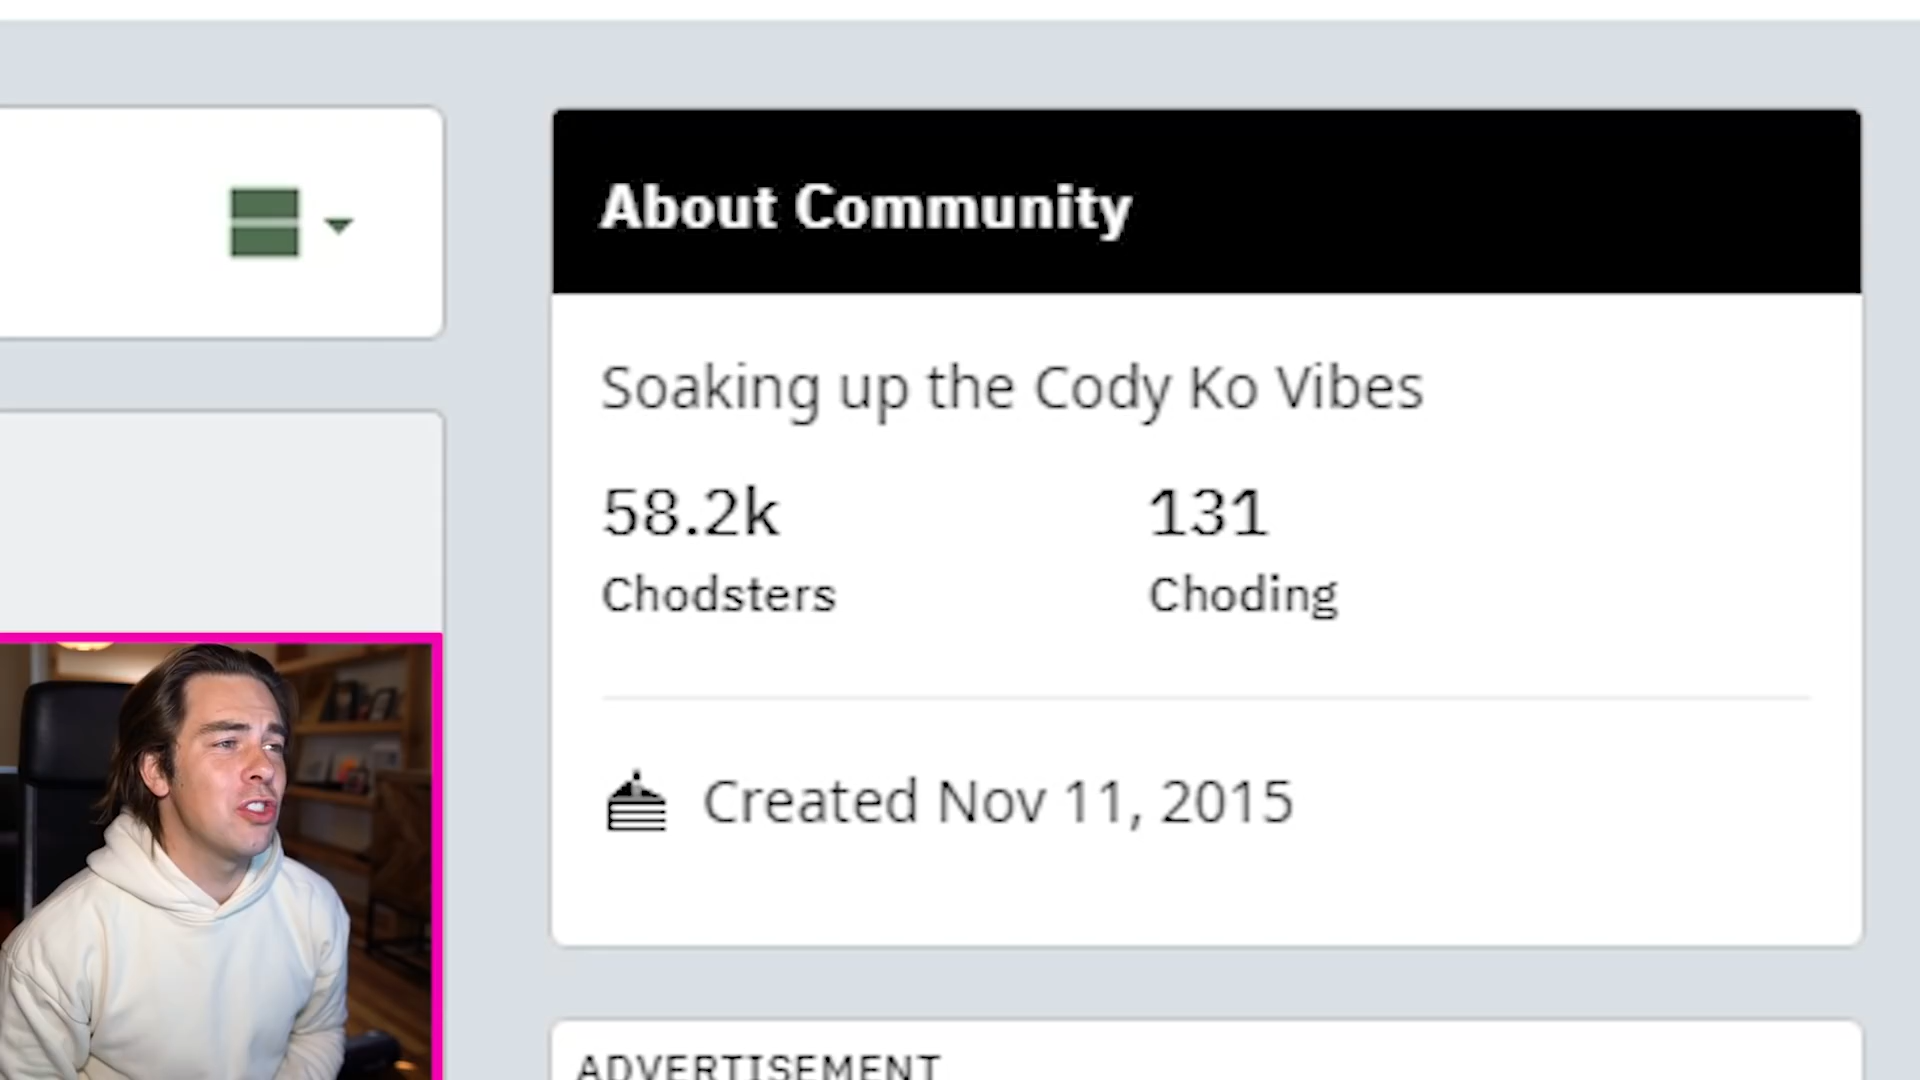 About Community
Soaking up the Cody Ko Vibes
58.2k
131
Chodsters
Choding
Created Nov 11, 2015
ADVERTISEMENT